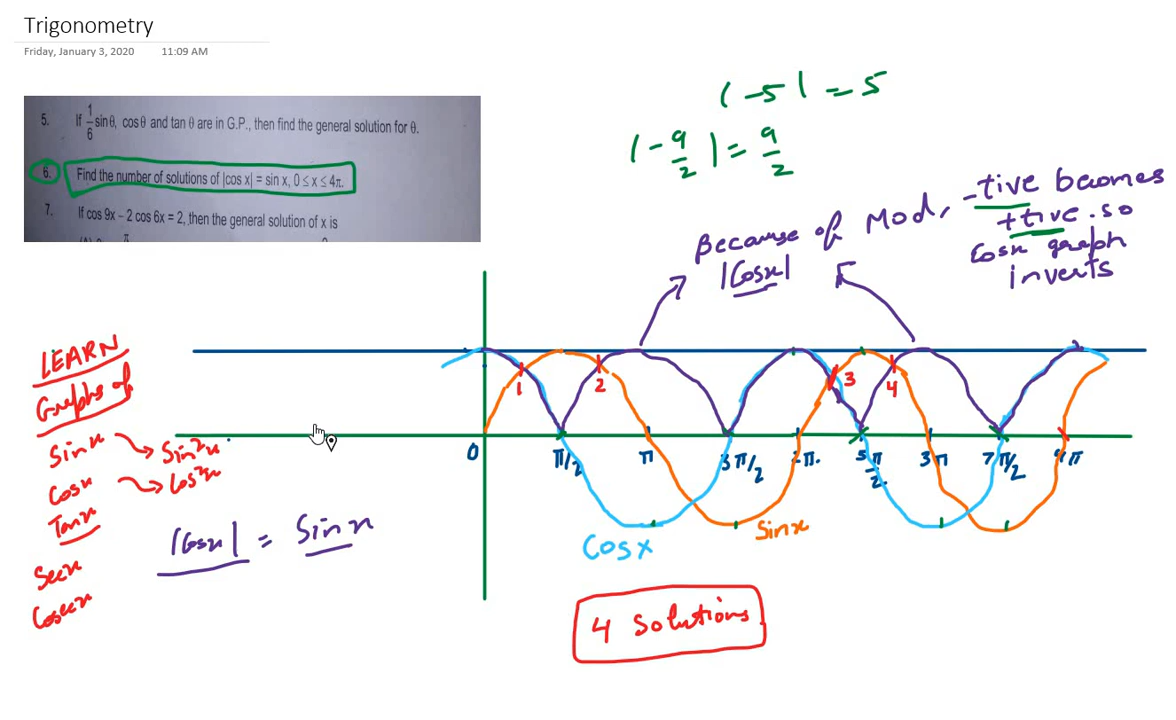 Trigonometry
Friday, January 3, 2020 11:09 AM
5. If 1/6 sin θ, cos θ and tan θ are in G.P., then find the general solution for θ.
6. Find the number of solutions of |cos x| = sin x, 0 ≤ x ≤ 4π.
7. If cos 9x – 2 cos 6x = 2, then the general solution of x is
|-5| = 5
|-9/2| = 9/2
Because of Mod, -tive becomes
+tive. so
|Cosx|
Cosx graph
inverts
LEARN
Graphs of
Sinx → Sin²x
Cosx → Cos²x
Tanx
Secx
Cosecx
|Cosx| = Sinx
1 2 3 4
0 π/2 π 3π/2 2π. 5π/2 3π 7π/2 4π
Cosx
Sinx
4 Solutions